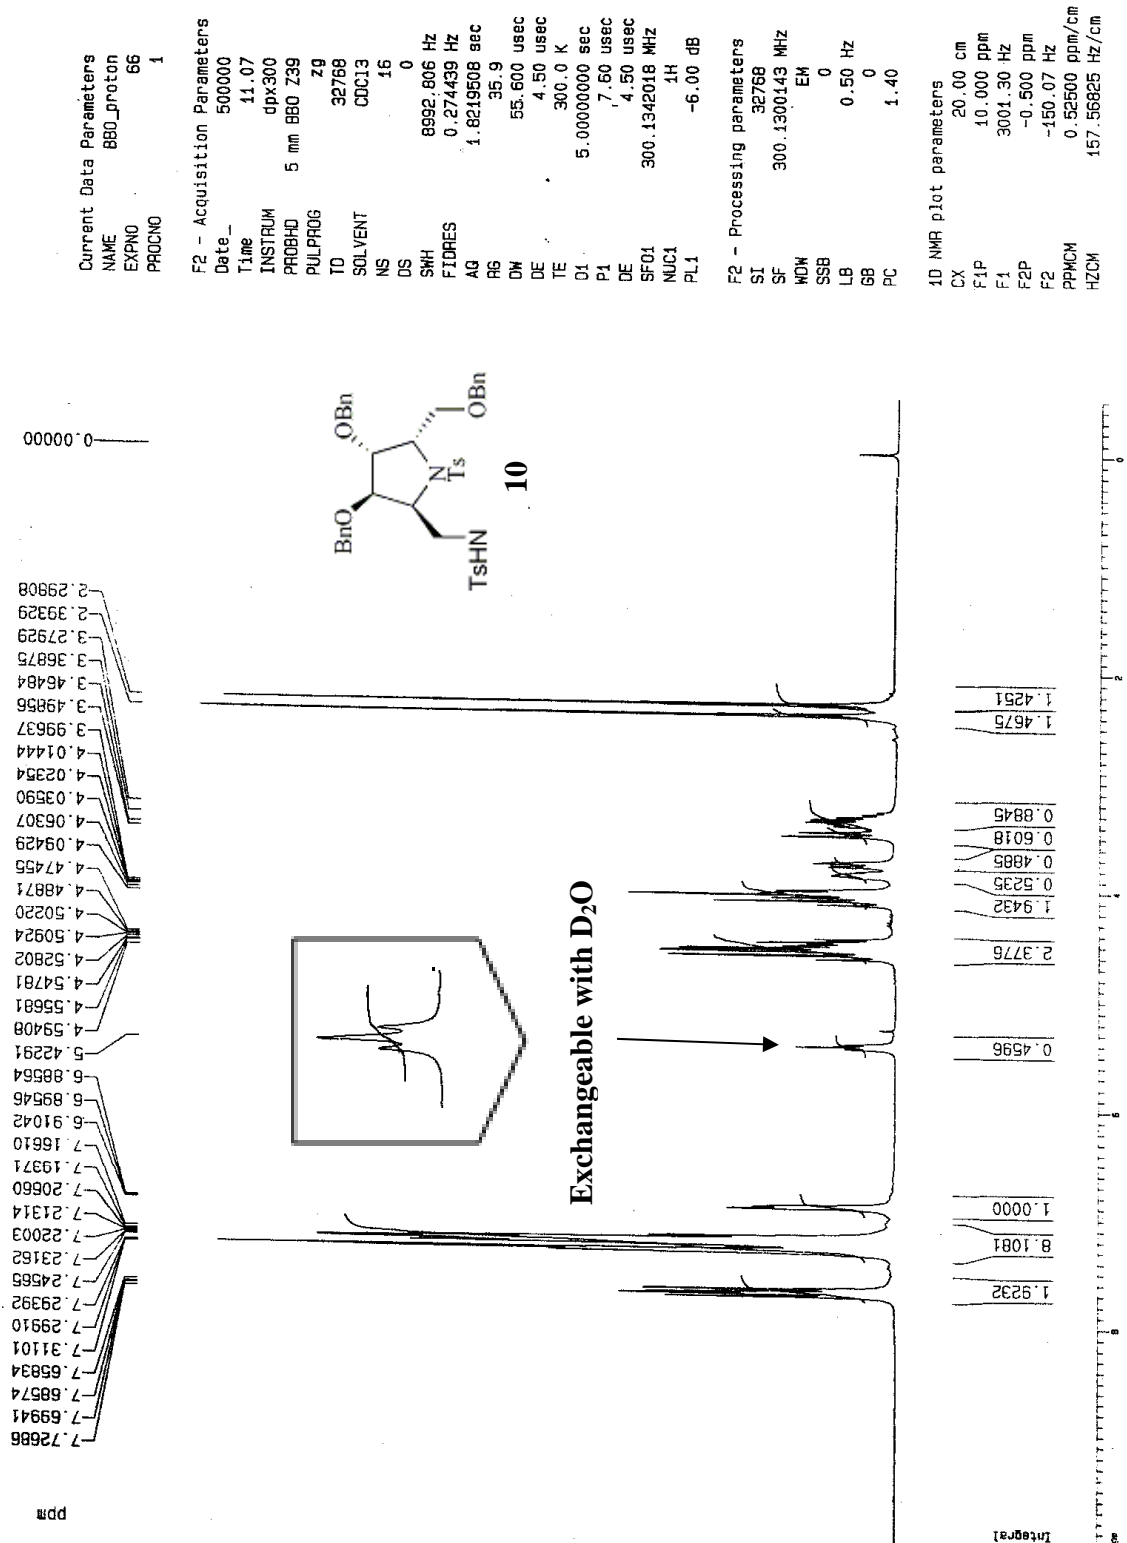 Current Data Parameters
NAME BBO_proton
EXPNO 66
PROCNO 1
F2 - Acquisition Parameters
Date_ 500000
Time 11.07
INSTRUM dpx300
PROBHD 5 mm BBO Z39
PULPROG zg
TD 32768
SOLVENT CDCl3
NS 16
DS 0
SWH 8992.806 Hz
FIDRES 0.274439 Hz
AQ 1.8219508 sec
RG 35.9
DW 55.600 usec
DE 4.50 usec
TE 300.0 K
D1 5.00000000 sec
P1 7.60 usec
DE 4.50 usec
SFO1 300.1342018 MHz
NUC1 1H
PL1 -6.00 dB
F2 - Processing parameters
SI 32768
SF 300.1300143 MHz
WDW EM
SSB 0
LB 0.50 Hz
GB 0
PC 1.40
1D NMR plot parameters
CX 20.00 cm
F1P 10.000 ppm
F1 3001.30 Hz
F2P -0.500 ppm
F2 -150.07 Hz
PPMCM 0.52500 ppm/cm
HZCM 157.56825 Hz/cm
ppm
7.72686
7.69941
7.68574
7.65834
7.31101
7.29910
7.29392
7.24565
7.23162
7.22003
7.21314
7.20660
7.19371
7.16610
6.91042
6.89546
6.88564
5.42291
4.59408
4.55681
4.54781
4.52802
4.50924
4.50220
4.48871
4.47455
4.09429
4.06307
4.03590
4.02354
4.01444
3.99637
3.49856
3.46484
3.36875
3.27929
2.39329
2.29808
0.00000
BnO
OBn
N
Ts
TsHN
OBn
10
Exchangeable with D₂O
Integral
1.9232
8.1081
1.0000
0.4596
2.3776
1.9432
0.5235
0.4885
0.6018
0.8845
1.4675
1.4251
8
6
4
2
0